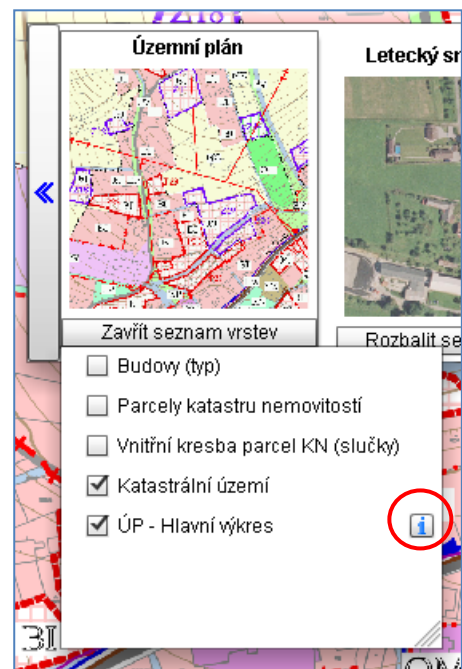 Územní plán
Letecký sn
Zavřít seznam vrstev
Rozbalit se
Budovy (typ)
Parcely katastru nemovitostí
Vnitřní kresba parcel KN (slučky)
Katastrální území
ÚP - Hlavní výkres
i
BI